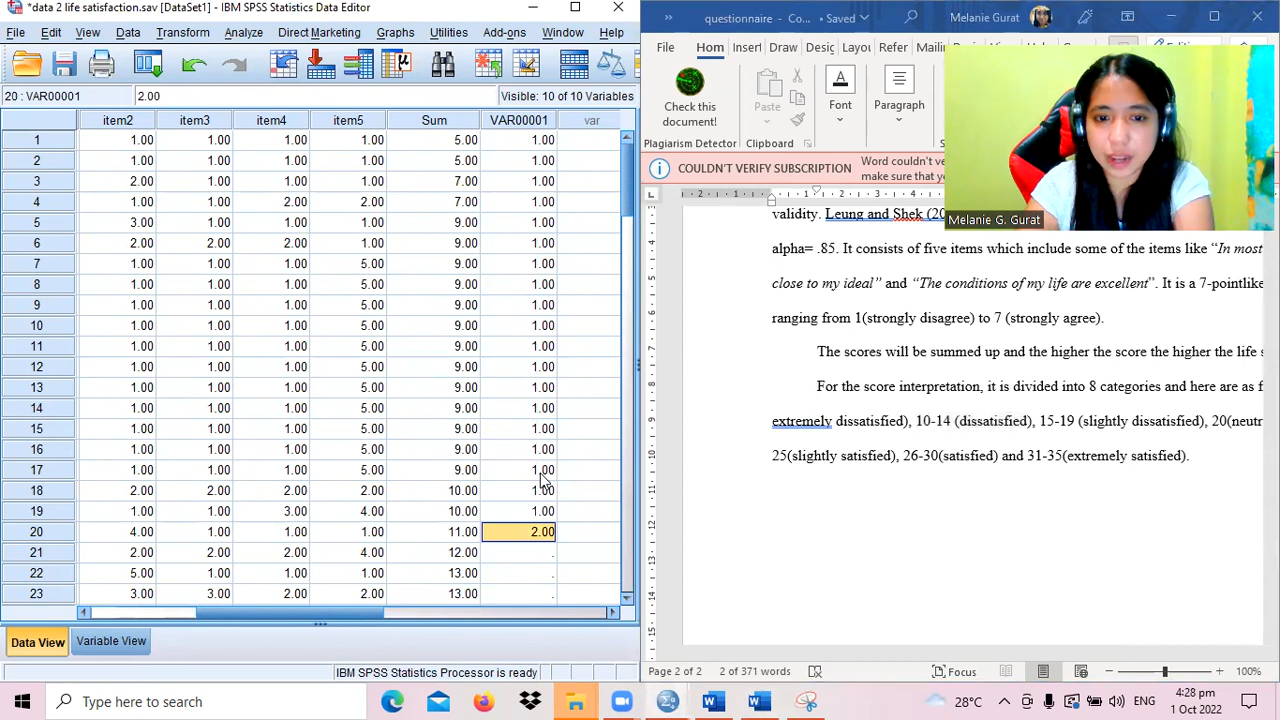 *data 2 life satisfaction.sav [DataSet1] - IBM SPSS Statistics Data Editor
File Edit View Data Transform Analyze Direct Marketing Graphs Utilities Add-ons Window Help
20 : VAR00001 2.00 Visible: 10 of 10 Variables
item2 item3 item4 item5 Sum VAR00001 var
1 1.00 1.00 1.00 1.00 5.00 1.00
2 1.00 1.00 1.00 1.00 5.00 1.00
3 2.00 1.00 1.00 1.00 7.00 1.00
4 1.00 1.00 2.00 2.00 7.00 1.00
5 3.00 1.00 1.00 1.00 9.00 1.00
6 2.00 2.00 2.00 1.00 9.00 1.00
7 1.00 1.00 1.00 5.00 9.00 1.00
8 1.00 1.00 1.00 5.00 9.00 1.00
9 1.00 1.00 1.00 5.00 9.00 1.00
10 1.00 1.00 1.00 5.00 9.00 1.00
11 1.00 1.00 1.00 5.00 9.00 1.00
12 1.00 1.00 1.00 5.00 9.00 1.00
13 1.00 1.00 1.00 5.00 9.00 1.00
14 1.00 1.00 1.00 5.00 9.00 1.00
15 1.00 1.00 1.00 5.00 9.00 1.00
16 1.00 1.00 1.00 5.00 9.00 1.00
17 1.00 1.00 1.00 5.00 9.00 1.00
18 2.00 2.00 2.00 2.00 10.00 1.00
19 1.00 1.00 3.00 4.00 10.00 1.00
20 4.00 1.00 1.00 1.00 11.00 2.00
21 2.00 2.00 2.00 4.00 12.00 .
22 5.00 1.00 1.00 1.00 13.00 .
23 3.00 3.00 2.00 2.00 13.00 .
Data View Variable View
IBM SPSS Statistics Processor is ready
questionnaire - Co... • Saved Melanie Gurat
File Hom Insert Draw Desig Layou Refer Mailin
Check this document!
Paste
Font
Paragraph
Plagiarism Detector Clipboard
COULDN'T VERIFY SUBSCRIPTION Word couldn't ve
make sure that yo
Melanie G. Gurat
validity. Leung and Shek (20
alpha= .85. It consists of five items which include some of the items like “In most
close to my ideal” and “The conditions of my life are excellent”. It is a 7-pointlike
ranging from 1(strongly disagree) to 7 (strongly agree).
The scores will be summed up and the higher the score the higher the life s
For the score interpretation, it is divided into 8 categories and here are as f
extremely dissatisfied), 10-14 (dissatisfied), 15-19 (slightly dissatisfied), 20(neutr
25(slightly satisfied), 26-30(satisfied) and 31-35(extremely satisfied).
Page 2 of 2 2 of 371 words Focus 100%
Type here to search
28°C ENG
4:28 pm
1 Oct 2022